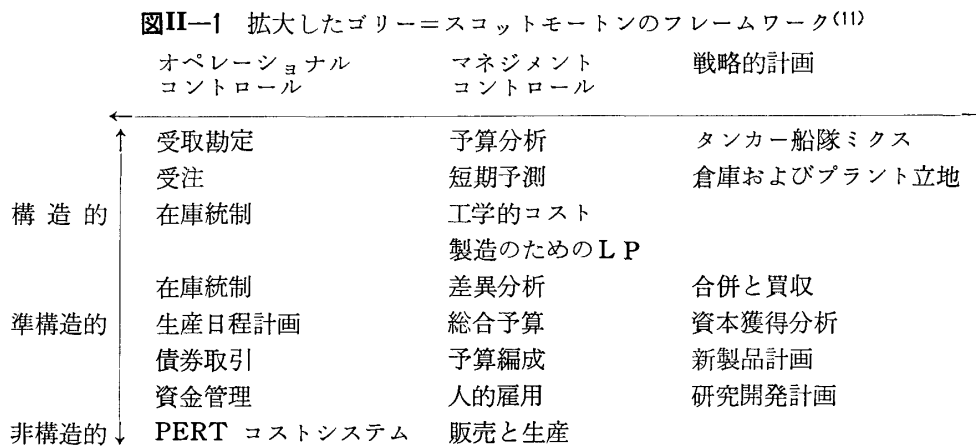 図II—1 拡大したゴリー=スコットモートンのフレームワーク(11)
オペレーショナル マネジメント 戦略的計画
コントロール コントロール
受取勘定 予算分析 タンカー船隊ミクス
受注 短期予測 倉庫およびプラント立地
構造的 在庫統制 工学的コスト
製造のためのLP
在庫統制 差異分析 合併と買収
準構造的 生産日程計画 総合予算 資本獲得分析
債券取引 予算編成 新製品計画
資金管理 人的雇用 研究開発計画
非構造的 PERT コストシステム 販売と生産